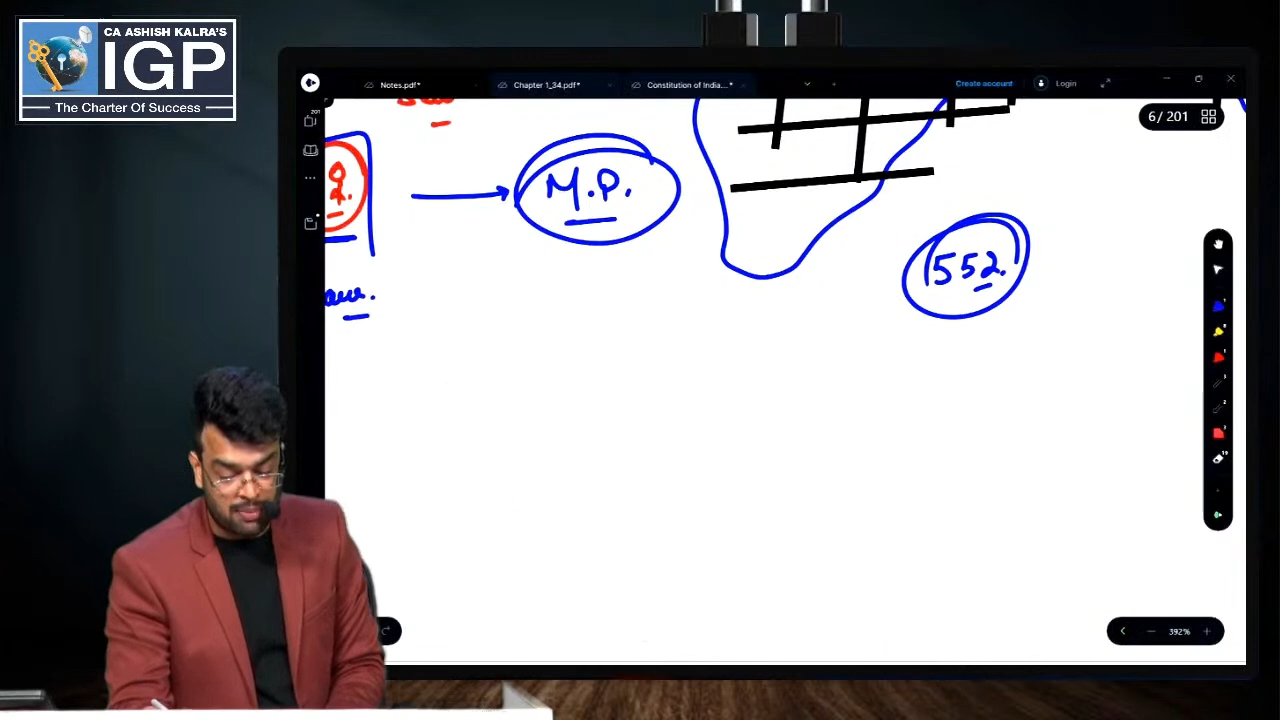 CA ASHISH KALRA'S
IGP
The Charter Of Success
Notes.pdf*
Chapter 1_34.pdf*
Constitution of India...*
Create account
Login
201
6 / 201
M.P.
552.
392%